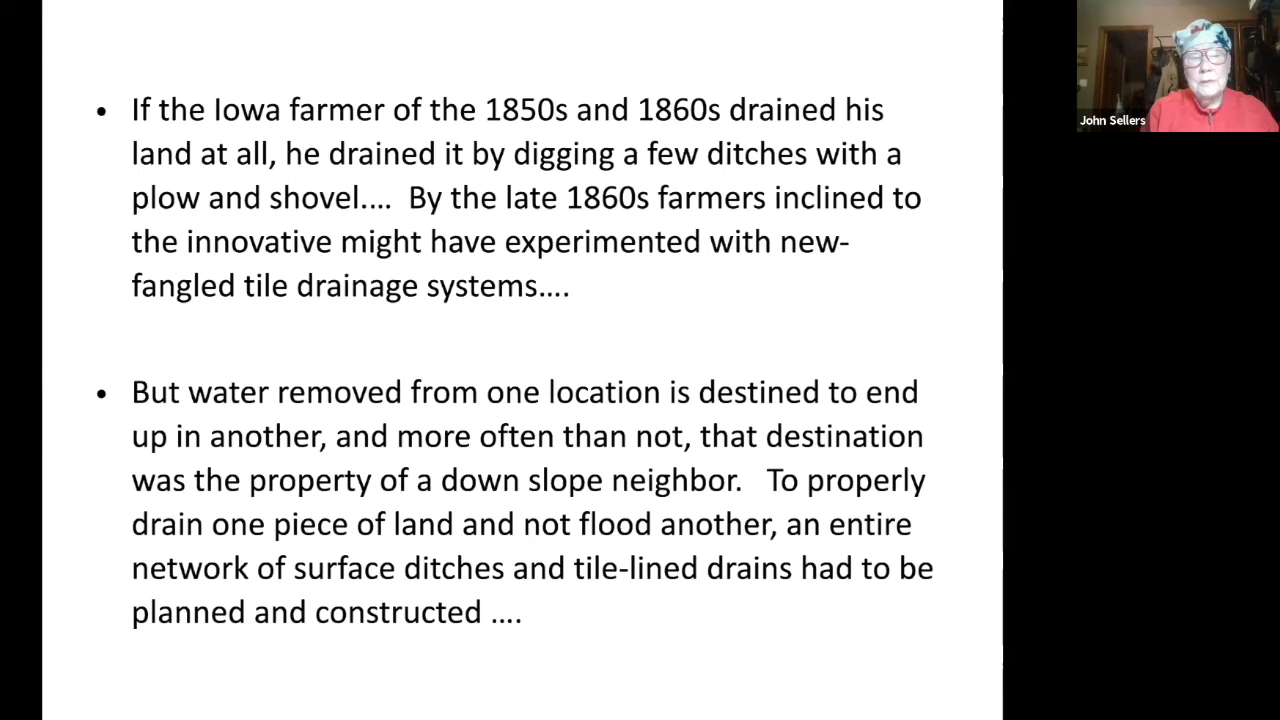 • If the Iowa farmer of the 1850s and 1860s drained his
land at all, he drained it by digging a few ditches with a
plow and shovel.... By the late 1860s farmers inclined to
the innovative might have experimented with new-
fangled tile drainage systems....
• But water removed from one location is destined to end
up in another, and more often than not, that destination
was the property of a down slope neighbor. To properly
drain one piece of land and not flood another, an entire
network of surface ditches and tile-lined drains had to be
planned and constructed ....
John Sellers